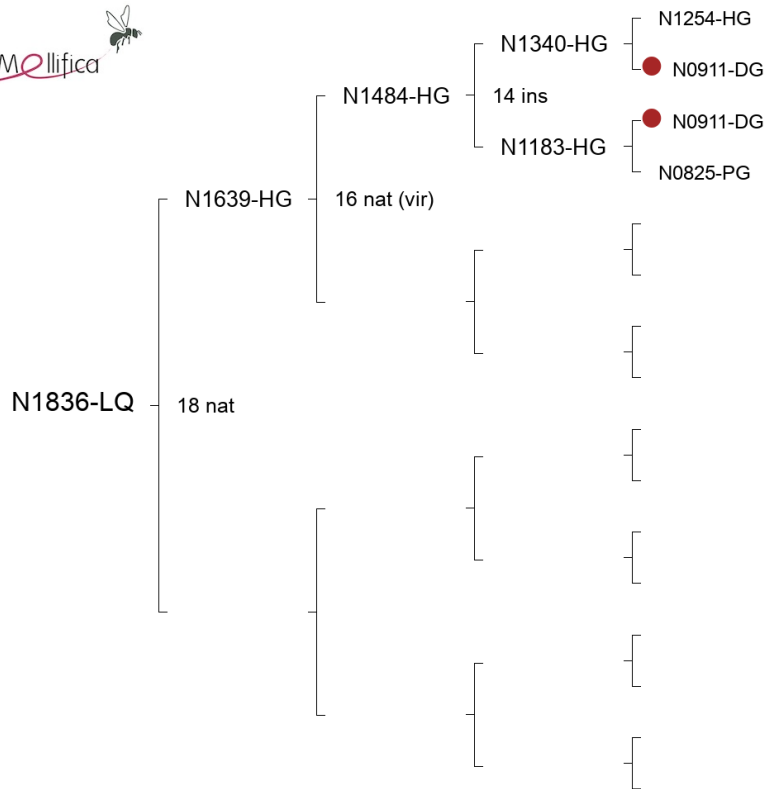 Mellifica
N1254-HG
N1340-HG
N0911-DG
N1484-HG
14 ins
N0911-DG
N1183-HG
N0825-PG
N1639-HG
16 nat (vir)
N1836-LQ
18 nat